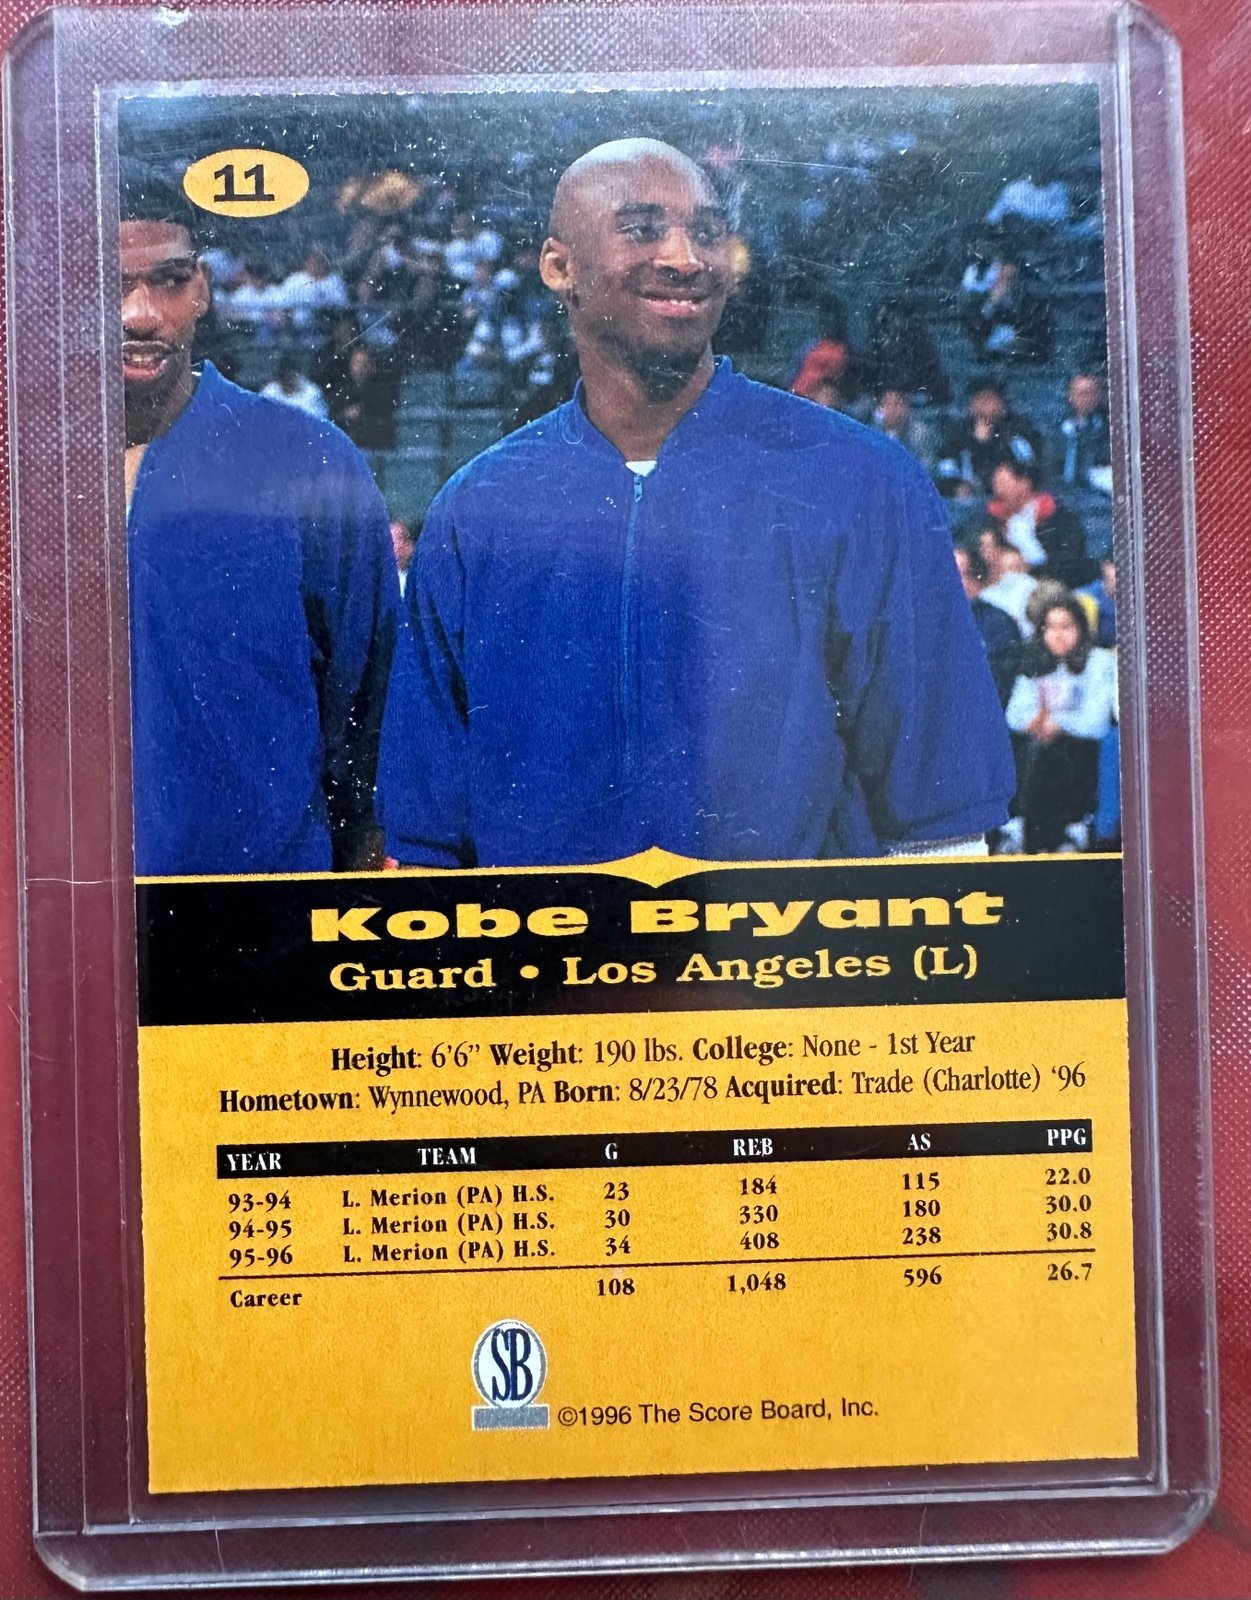 11
Kobe Bryant
Guard • Los Angeles (L)
Height: 6'6” Weight: 190 lbs. College: None - 1st Year
Hometown: Wynnewood, PA Born: 8/23/78 Acquired: Trade (Charlotte) ‘96
YEAR TEAM G REB AS PPG
93-94 L. Merion (PA) H.S. 23 184 115 22.0
94-95 L. Merion (PA) H.S. 30 330 180 30.0
95-96 L. Merion (PA) H.S. 34 408 238 30.8
Career 108 1,048 596 26.7
SB
©1996 The Score Board, Inc.